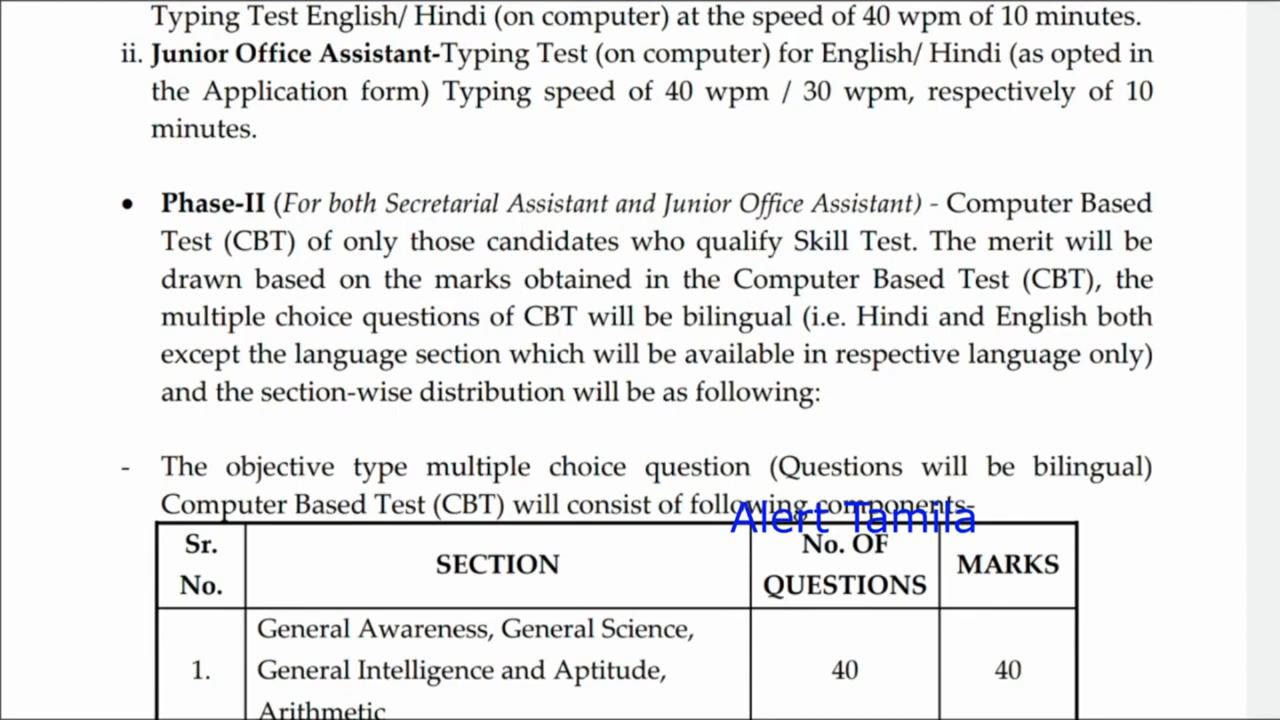 Typing Test English/ Hindi (on computer) at the speed of 40 wpm of 10 minutes.
ii. Junior Office Assistant-Typing Test (on computer) for English/ Hindi (as opted in
the Application form) Typing speed of 40 wpm / 30 wpm, respectively of 10
minutes.
• Phase-II (For both Secretarial Assistant and Junior Office Assistant) - Computer Based
Test (CBT) of only those candidates who qualify Skill Test. The merit will be
drawn based on the marks obtained in the Computer Based Test (CBT), the
multiple choice questions of CBT will be bilingual (i.e. Hindi and English both
except the language section which will be available in respective language only)
and the section-wise distribution will be as following:
- The objective type multiple choice question (Questions will be bilingual)
Computer Based Test (CBT) will consist of following components-
Alert Tamila
Sr.
No.
SECTION
No. OF
QUESTIONS
MARKS
1.
General Awareness, General Science,
General Intelligence and Aptitude,
Arithmetic
40
40